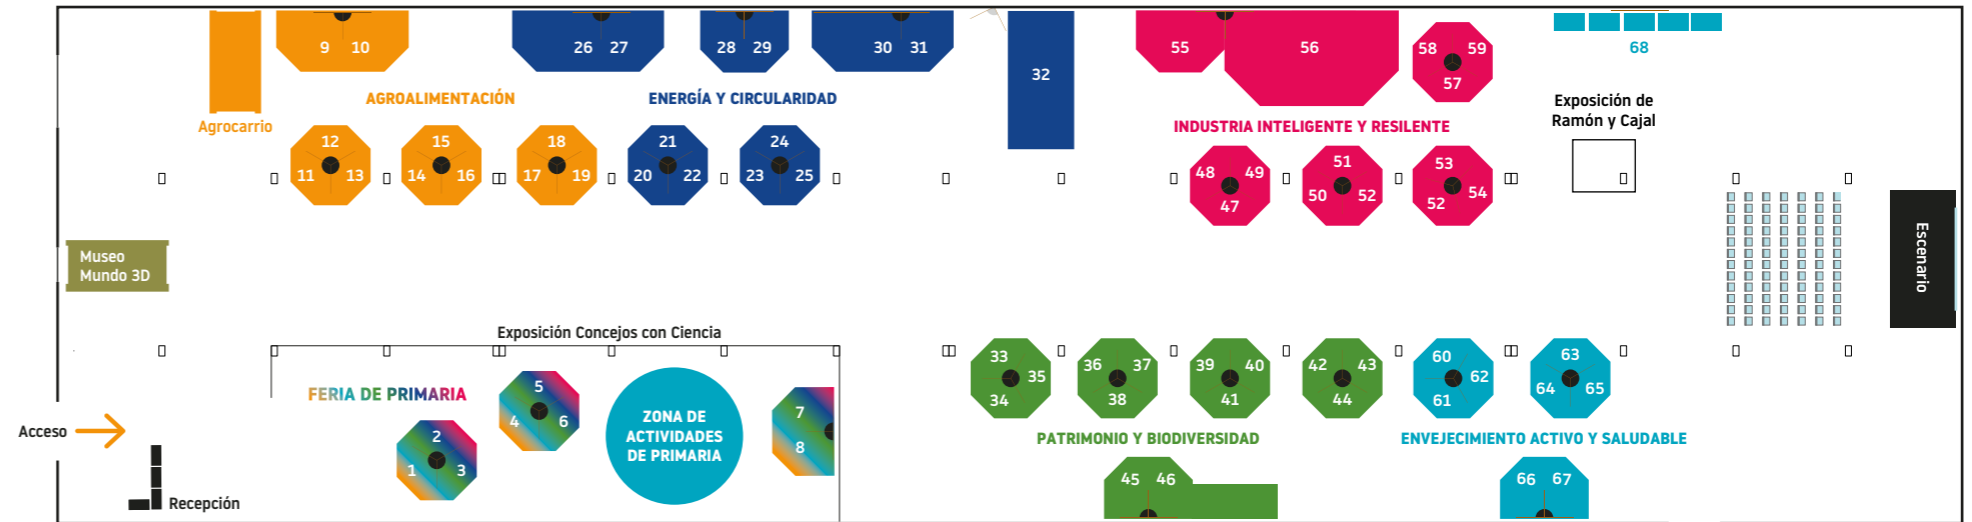 9 10
26 27
28 29
30 31
32
55
56
58 59
57
68
AGROALIMENTACIÓN
ENERGÍA Y CIRCULARIDAD
Agrocarrio
INDUSTRIA INTELIGENTE Y RESILENTE
Exposición de
Ramón y Cajal
12
11 13
15
14 16
18
17 19
21
20 22
24
23 25
48 49
47
51
50 52
53
52 54
Museo
Mundo 3D
Escenario
Exposición Concejos con Ciencia
FERIA DE PRIMARIA
5
4 6
2
1 3
ZONA DE
ACTIVIDADES
DE PRIMARIA
7
8
33
35
34
36 37
38
39 40
41
42 43
44
60
62
61
63
64 65
PATRIMONIO Y BIODIVERSIDAD
ENVEJECIMIENTO ACTIVO Y SALUDABLE
45 46
66 67
Acceso
Recepción